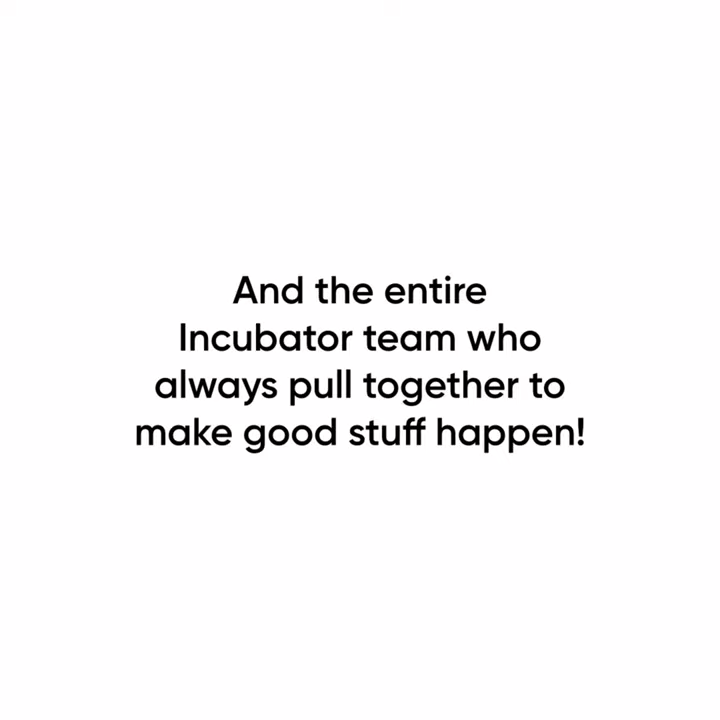 And the entire
Incubator team who
always pull together to
make good stuff happen!